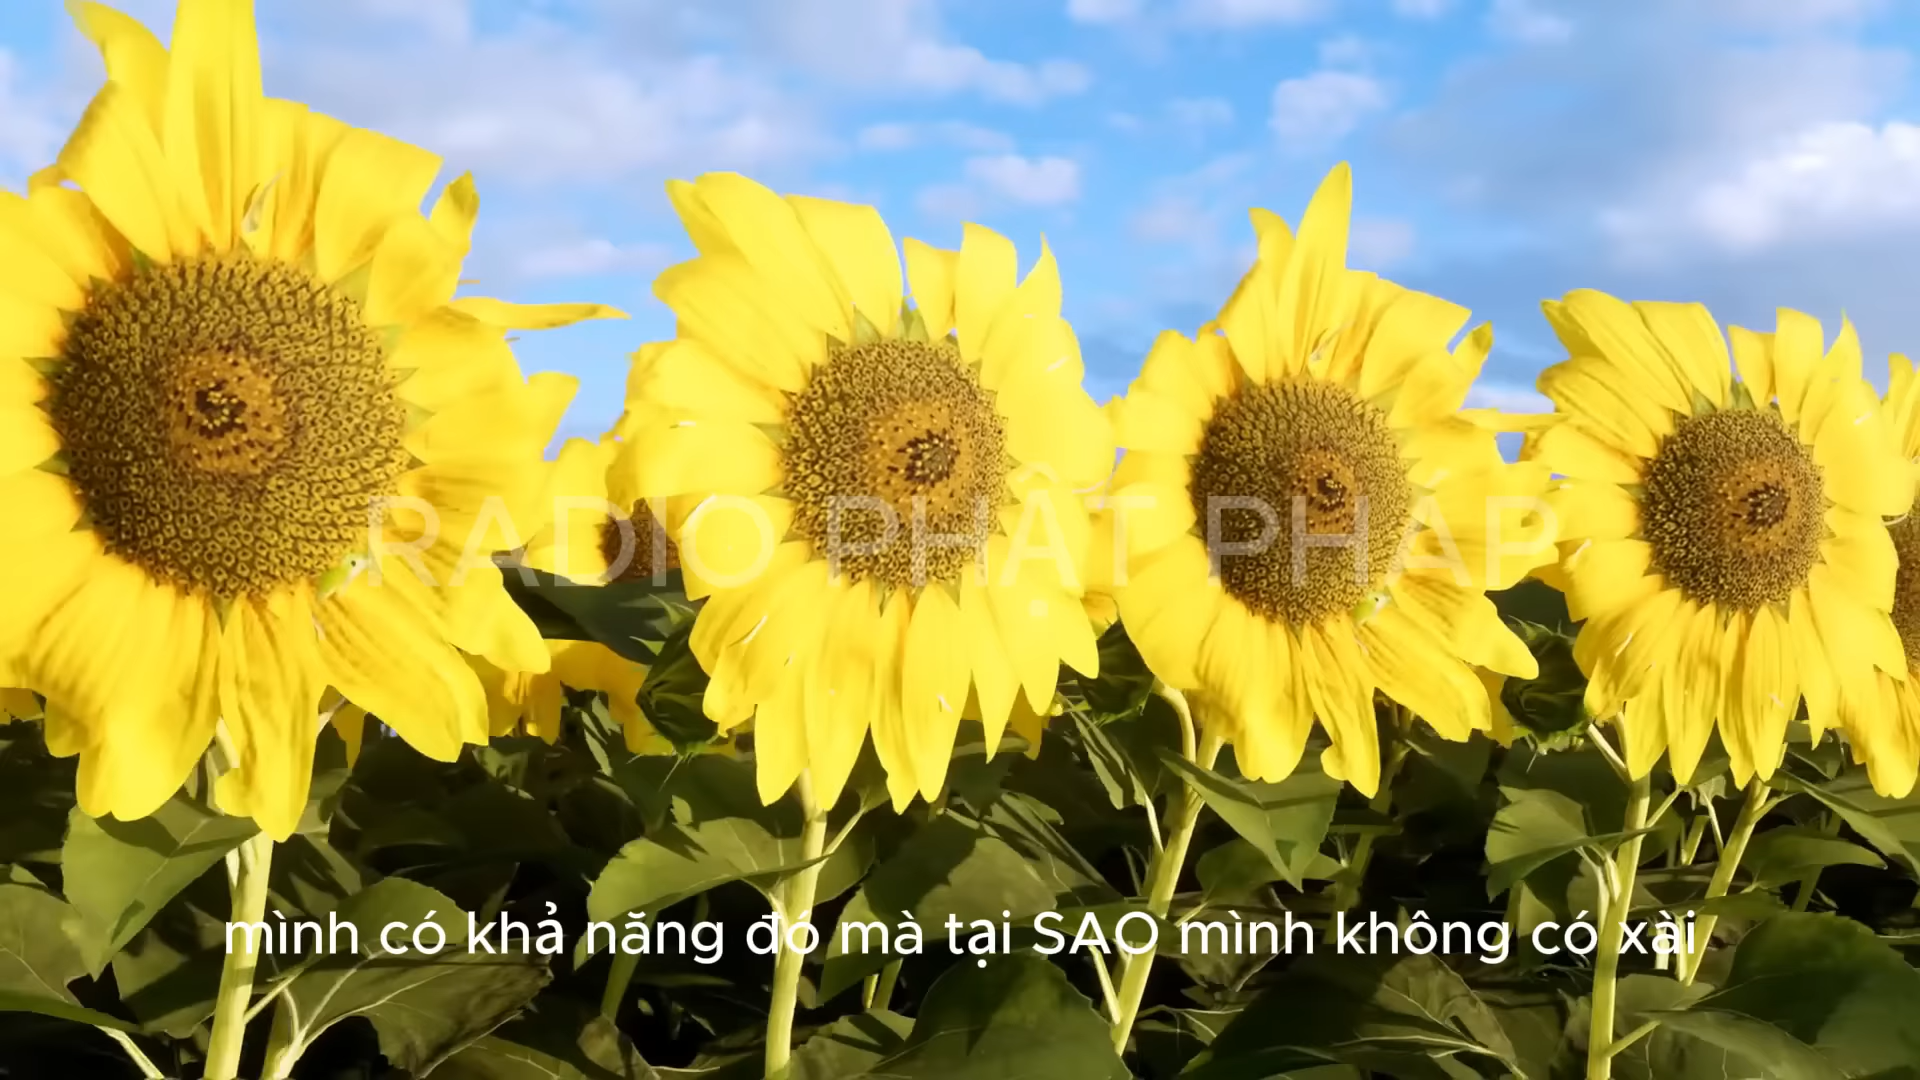 RADIO PHẬT PHÁP
mình có khả năng đó mà tại SAO mình không có xài